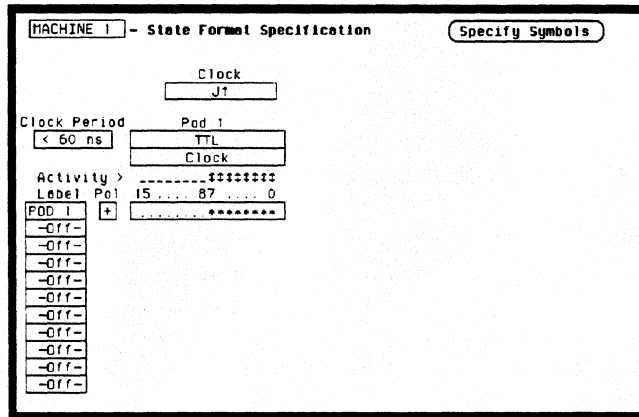 MACHINE 1 - State Format Specification Specify Symbols
Clock
J↑
Clock Period Pod 1
< 60 ns TTL
Clock
Activity > ________↕↕↕↕↕↕↕↕
Label Pol 15 .... 87 .... 0
POD 1 + ........********
-Off-
-Off-
-Off-
-Off-
-Off-
-Off-
-Off-
-Off-
-Off-
-Off-